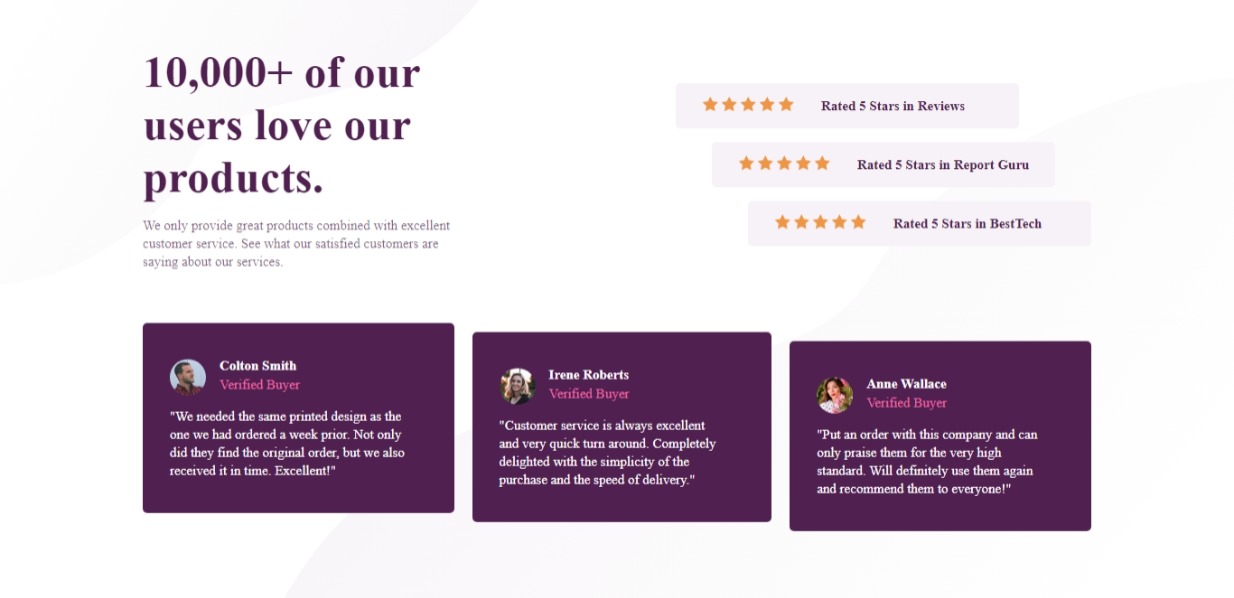 10,000+ of our
users love our
products.
We only provide great products combined with excellent
customer service. See what our satisfied customers are
saying about our services.
Rated 5 Stars in Reviews
Rated 5 Stars in Report Guru
Rated 5 Stars in BestTech
Colton Smith
Verified Buyer
"We needed the same printed design as the
one we had ordered a week prior. Not only
did they find the original order, but we also
received it in time. Excellent!"
Irene Roberts
Verified Buyer
"Customer service is always excellent
and very quick turn around. Completely
delighted with the simplicity of the
purchase and the speed of delivery."
Anne Wallace
Verified Buyer
"Put an order with this company and can
only praise them for the very high
standard. Will definitely use them again
and recommend them to everyone!"